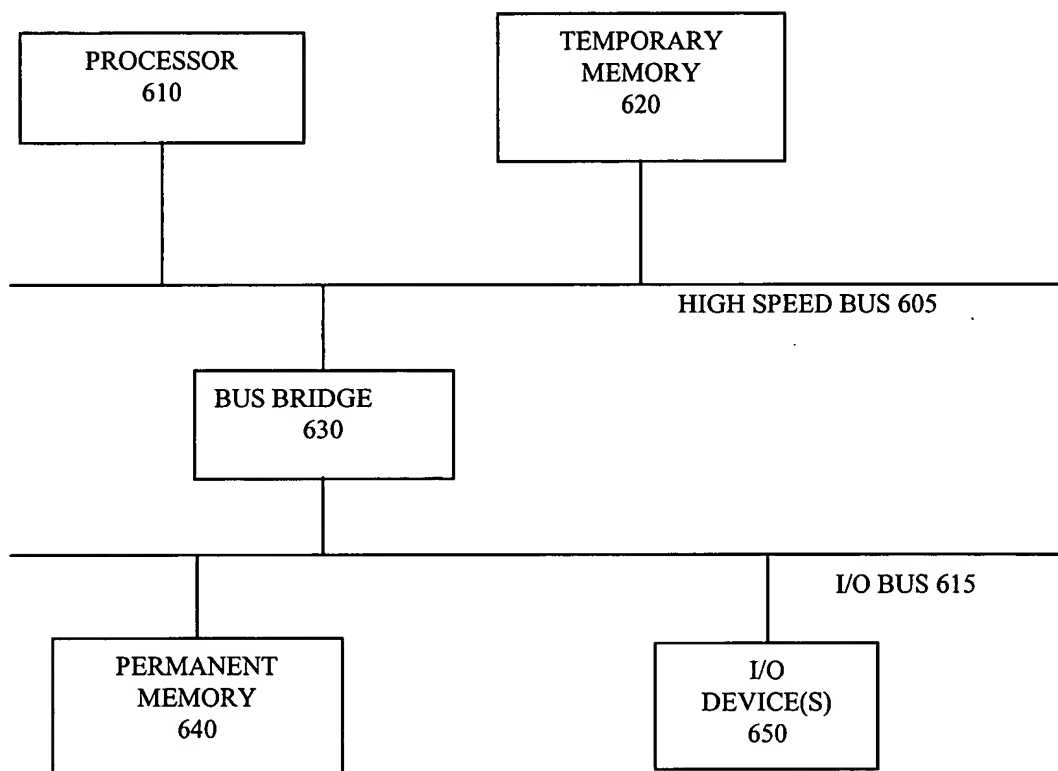 PROCESSOR
610
TEMPORARY
MEMORY
620
HIGH SPEED BUS 605
BUS BRIDGE
630
I/O BUS 615
PERMANENT
MEMORY
640
I/O
DEVICE(S)
650